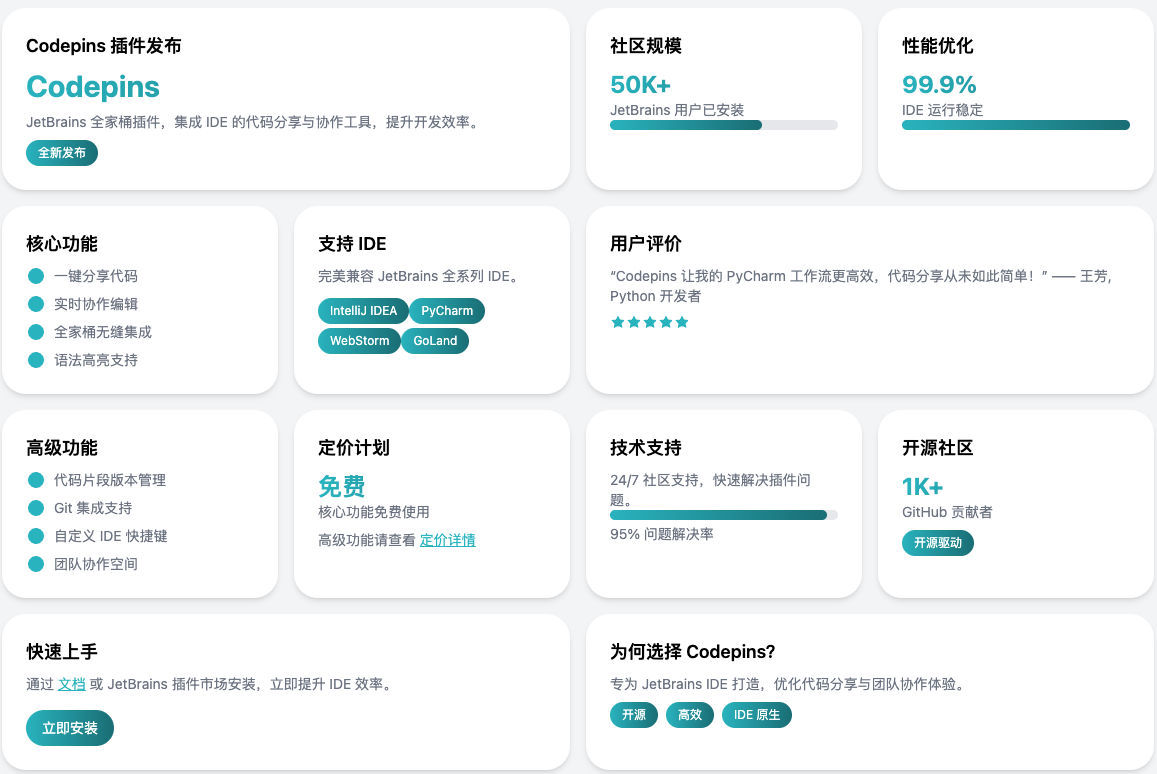 Codepins 插件发布
Codepins
JetBrains 全家桶插件，集成 IDE 的代码分享与协作工具，提升开发效率。
全新发布
社区规模
50K+
JetBrains 用户已安装
性能优化
99.9%
IDE 运行稳定
核心功能
一键分享代码
实时协作编辑
全家桶无缝集成
语法高亮支持
支持 IDE
完美兼容 JetBrains 全系列 IDE。
IntelliJ IDEA
PyCharm
WebStorm
GoLand
用户评价
“Codepins 让我的 PyCharm 工作流更高效，代码分享从未如此简单！” —— 王芳，
Python 开发者
★★★★★
高级功能
代码片段版本管理
Git 集成支持
自定义 IDE 快捷键
团队协作空间
定价计划
免费
核心功能免费使用
高级功能请查看 定价详情
技术支持
24/7 社区支持，快速解决插件问
题。
95% 问题解决率
开源社区
1K+
GitHub 贡献者
开源驱动
快速上手
通过 文档 或 JetBrains 插件市场安装，立即提升 IDE 效率。
立即安装
为何选择 Codepins?
专为 JetBrains IDE 打造，优化代码分享与团队协作体验。
开源
高效
IDE 原生